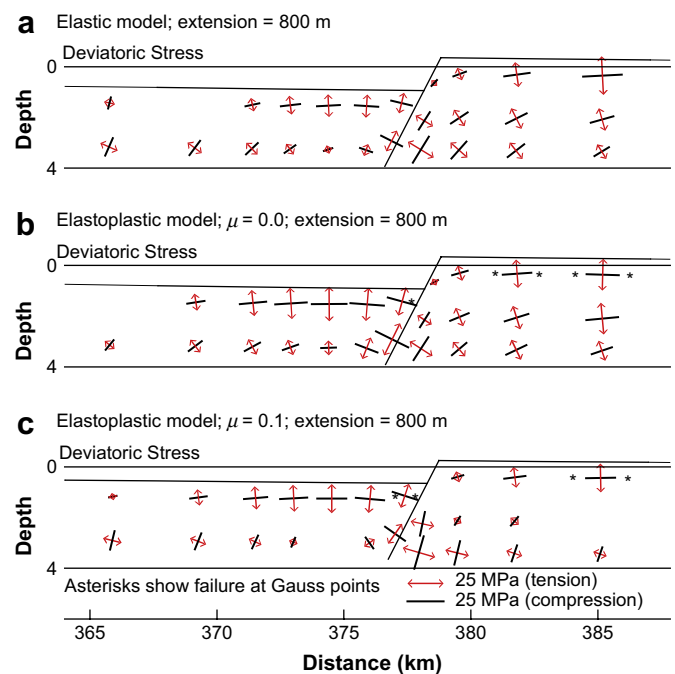 a Elastic model; extension = 800 m
Deviatoric Stress
0
Depth
4
b Elastoplastic model; μ = 0.0; extension = 800 m
Deviatoric Stress
0
* * * *
*
Depth
4
c Elastoplastic model; μ = 0.1; extension = 800 m
Deviatoric Stress
0
* *
* *
Depth
4
Asterisks show failure at Gauss points
25 MPa (tension)
25 MPa (compression)
365 370 375 380 385
Distance (km)